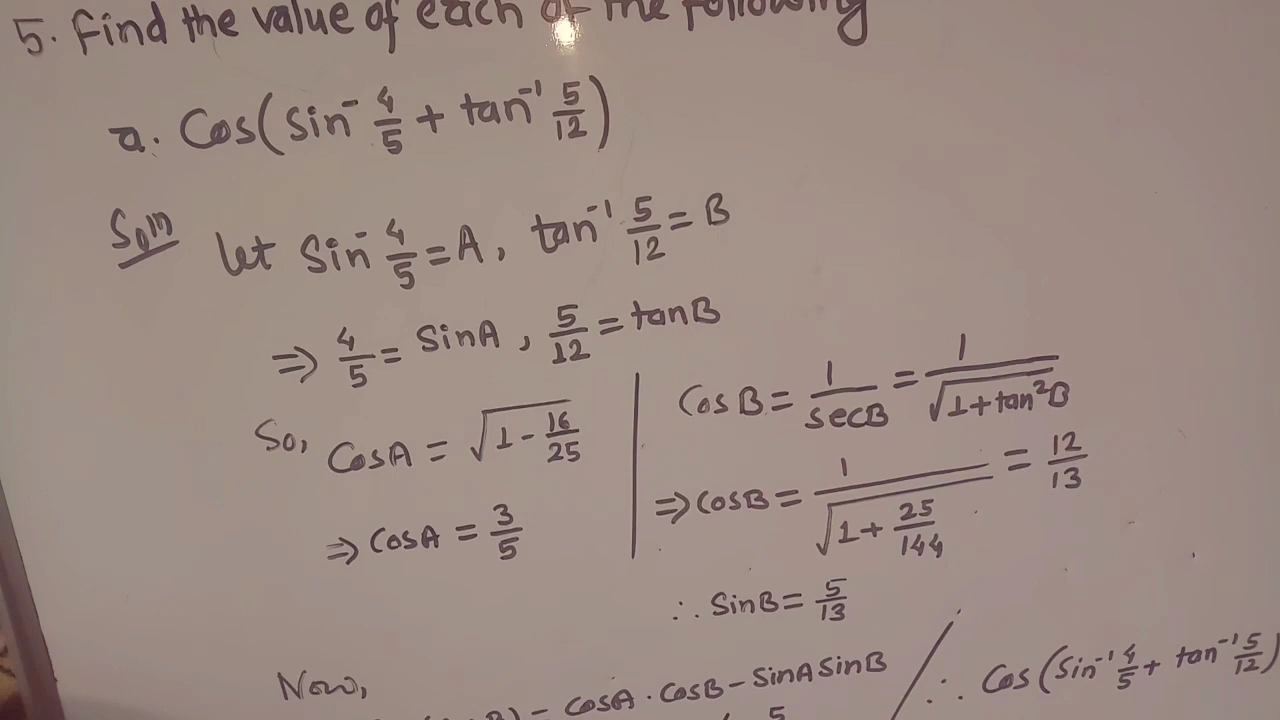 5. Find the value of each of the following
a. Cos(sin⁻ 4/5 + tan⁻¹ 5/12)
Soln let Sin⁻ 4/5 = A, tan⁻¹ 5/12 = B
⇒ 4/5 = SinA, 5/12 = tanB
So, CosA = √(1 - 16/25)
⇒ CosA = 3/5
CosB = 1/secB = 1/√(1+tan²B)
⇒ CosB = 1/√(1 + 25/144) = 12/13
∴ SinB = 5/13
Now,
= cosA · CosB - SinA SinB
∴ Cos(Sin⁻¹ 4/5 + tan⁻¹ 5/12)